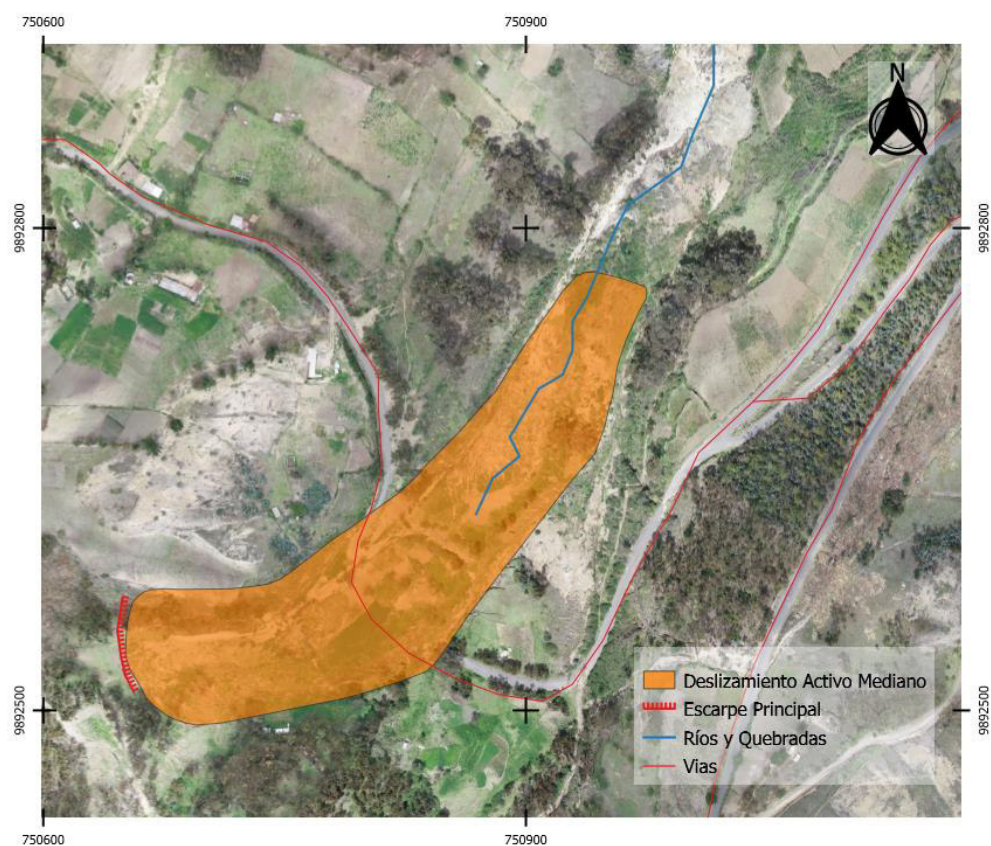 750600
750900
N
9892800
9892800
9892500
9892500
Deslizamiento Activo Mediano
Escarpe Principal
Ríos y Quebradas
Vias
750600
750900